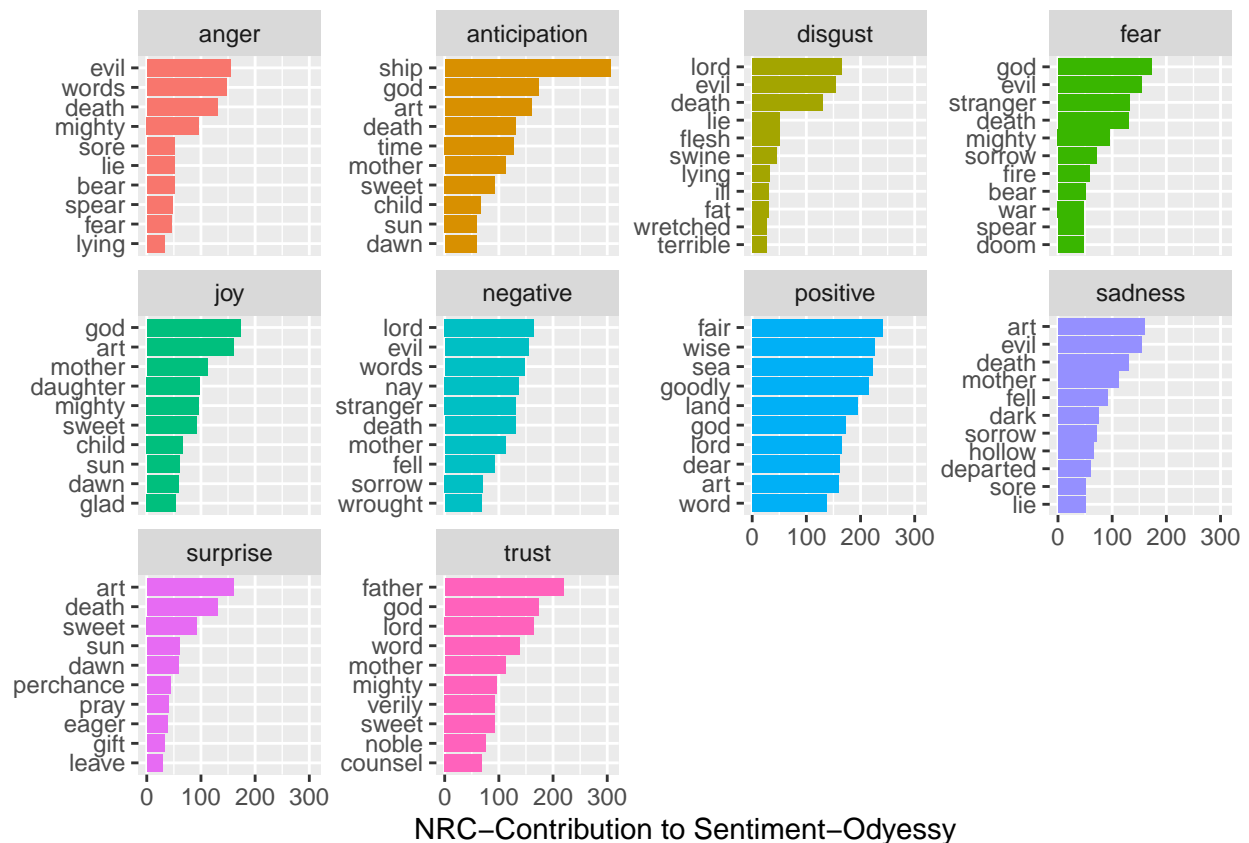 anger
evil
words
death
mighty
sore
lie
bear
spear
fear
lying
anticipation
ship
god
art
death
time
mother
sweet
child
sun
dawn
disgust
lord
evil
death
lie
flesh
swine
lying
ill
fat
wretched
terrible
fear
god
evil
stranger
death
mighty
sorrow
fire
bear
war
spear
doom
joy
god
art
mother
daughter
mighty
sweet
child
sun
dawn
glad
negative
lord
evil
words
nay
stranger
death
mother
fell
sorrow
wrought
positive
fair
wise
sea
goodly
land
god
lord
dear
art
word
0 100 200 300
sadness
art
evil
death
mother
fell
dark
sorrow
hollow
departed
sore
lie
0 100 200 300
surprise
art
death
sweet
sun
dawn
perchance
pray
eager
gift
leave
0 100 200 300
trust
father
god
lord
word
mother
mighty
verily
sweet
noble
counsel
0 100 200 300
NRC−Contribution to Sentiment−Odyessy